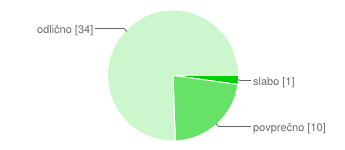 odlično [34]
slabo [1]
povprečno [10]